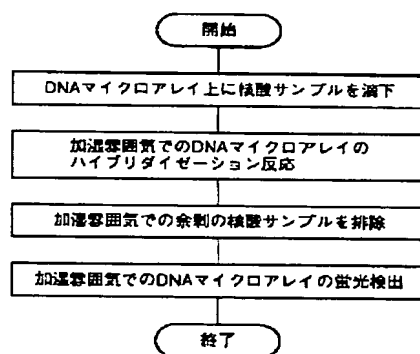 開始
DNAマイクロアレイ上に核酸サンプルを滴下
加湿雰囲気でのDNAマイクロアレイの
ハイブリダイゼーション反応
加湿雰囲気での余剰の核酸サンプルを排除
加湿雰囲気でのDNAマイクロアレイの蛍光検出
終了